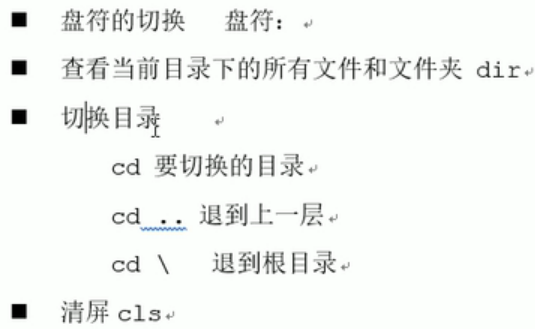 ■ 盘符的切换 盘符：
■ 查看当前目录下的所有文件和文件夹 dir
■ 切换目录
cd 要切换的目录
cd .. 退到上一层
cd \ 退到根目录
■ 清屏 cls